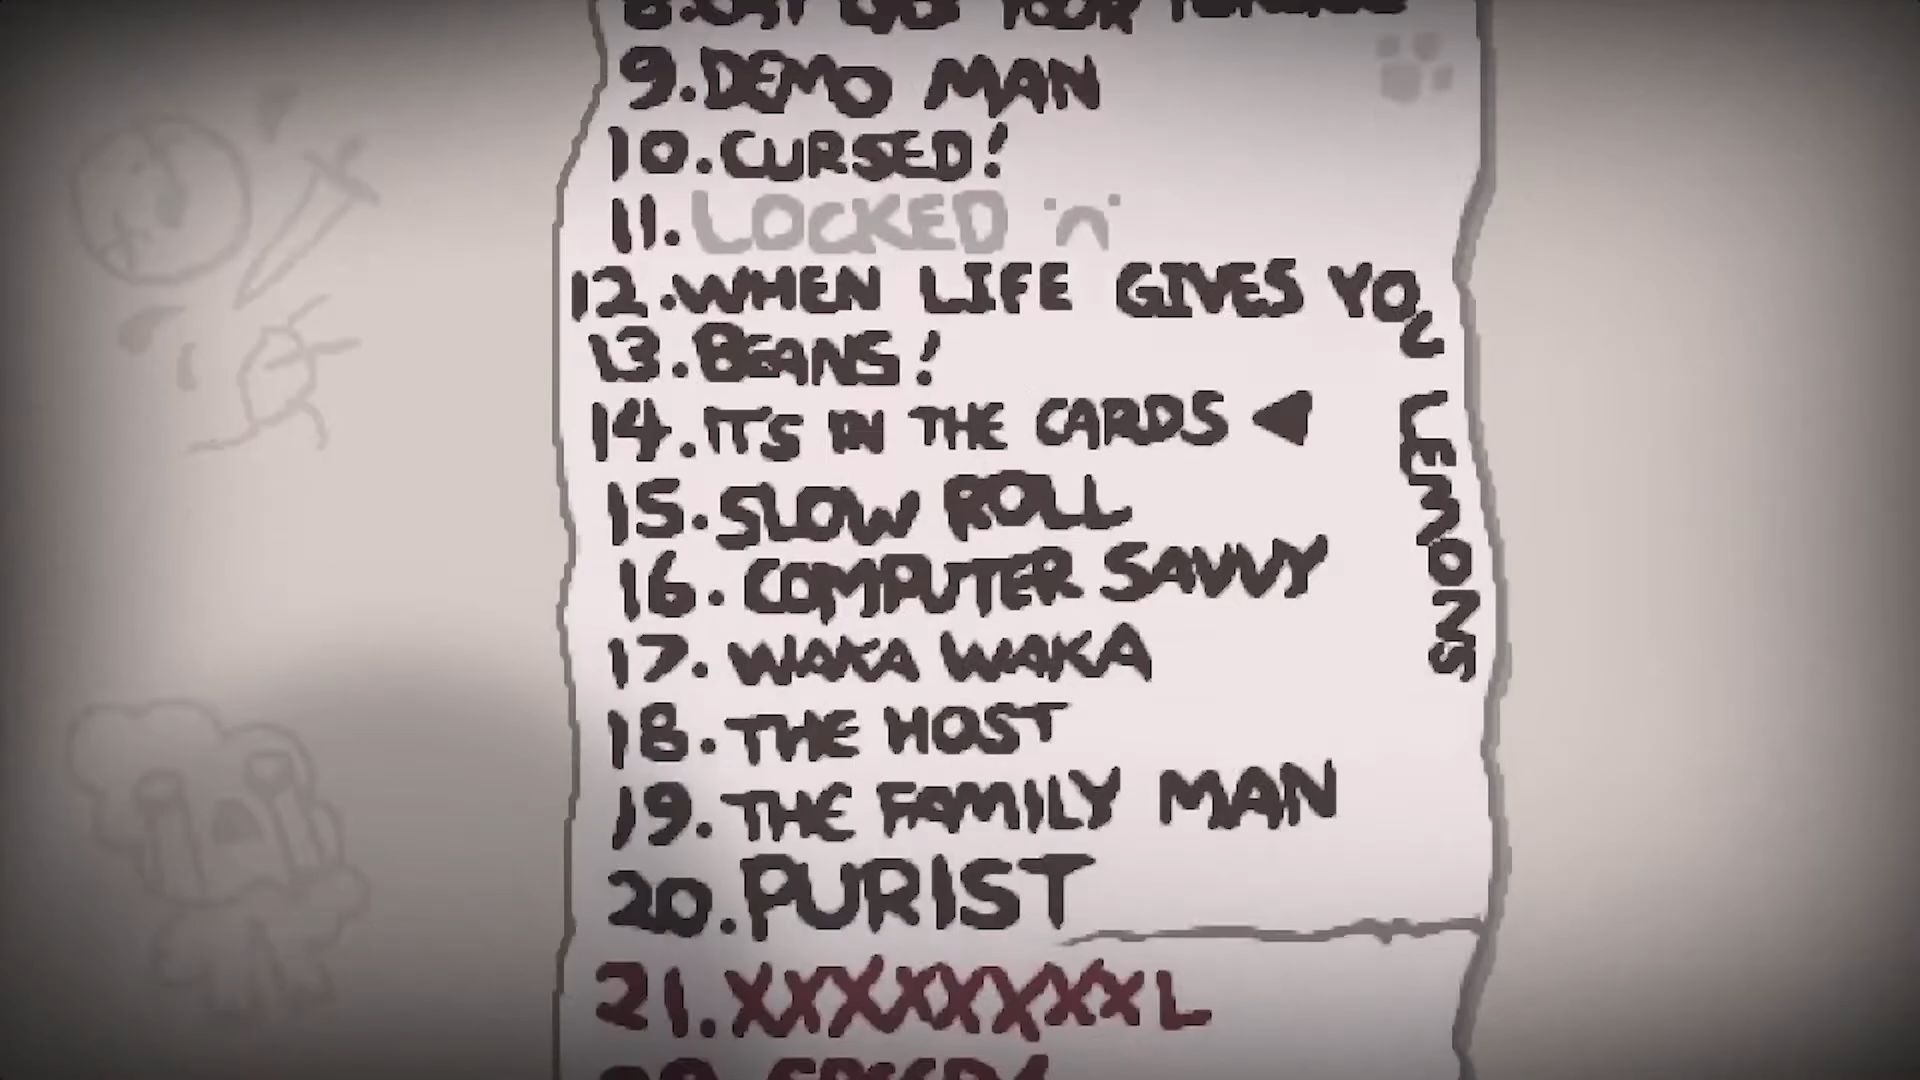 9.DEMO MAN
10.CURSED!
11.LOCKED
12.WHEN LIFE GIVES YOU LEMONS
13.BEANS!
14.ITS IN THE CARDS
15.SLOW ROLL
16.COMPUTER SAVVY
17.WAKA WAKA
18.THE HOST
19.THE FAMILY MAN
20.PURIST
21.XXXXXXXXL